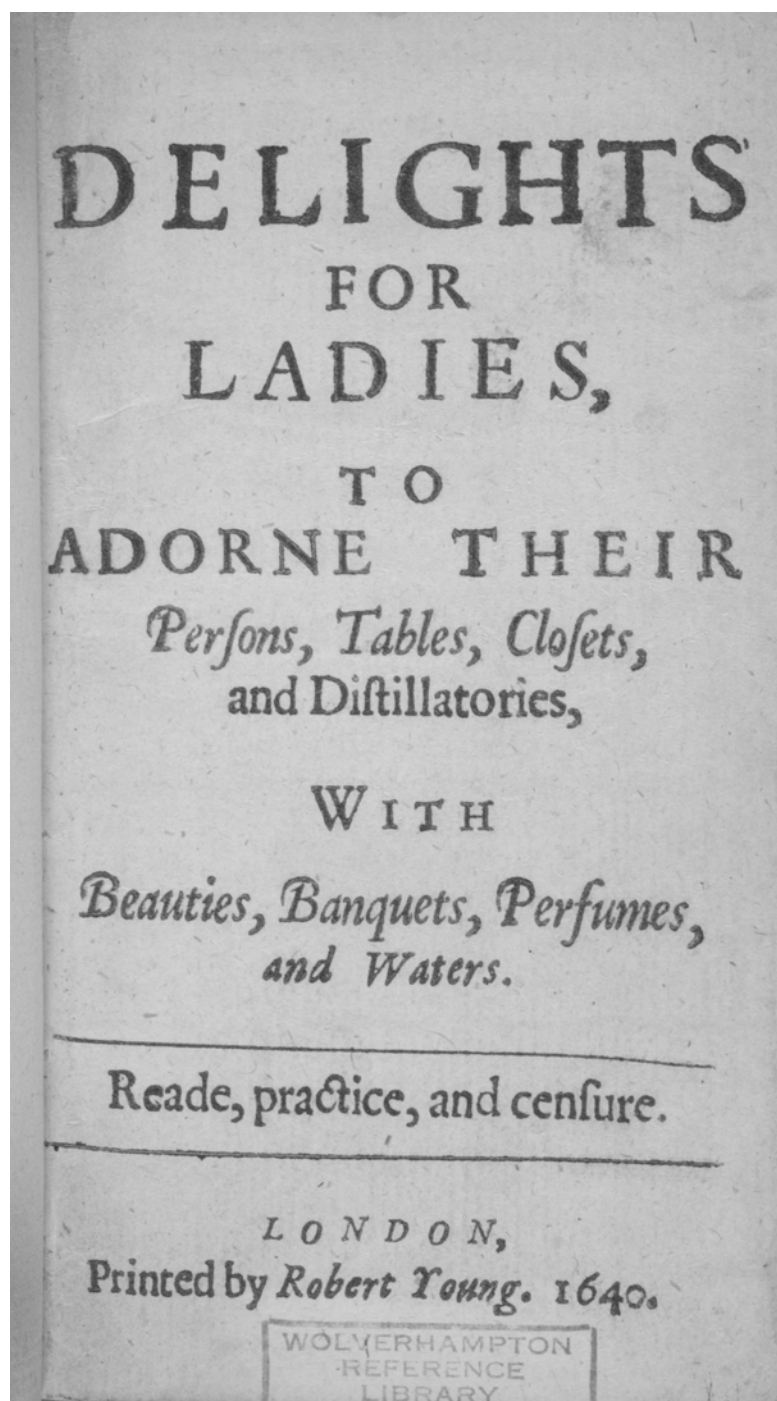 DELIGHTS
FOR
LADIES,
TO
ADORNE THEIR
Perſons, Tables, Cloſets,
and Diſtillatories,
WITH
Beauties, Banquets, Perfumes,
and Waters.
Reade, practice, and cenſure.
LONDON,
Printed by Robert Young. 1640.
WOLVERHAMPTON
REFERENCE
LIBRARY